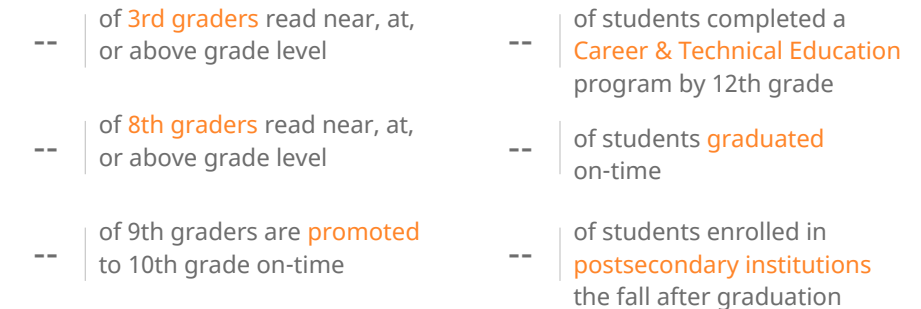 --
of 3rd graders read near, at,
or above grade level
--
of 8th graders read near, at,
or above grade level
--
of 9th graders are promoted
to 10th grade on-time
--
of students completed a
Career & Technical Education
program by 12th grade
--
of students graduated
on-time
--
of students enrolled in
postsecondary institutions
the fall after graduation